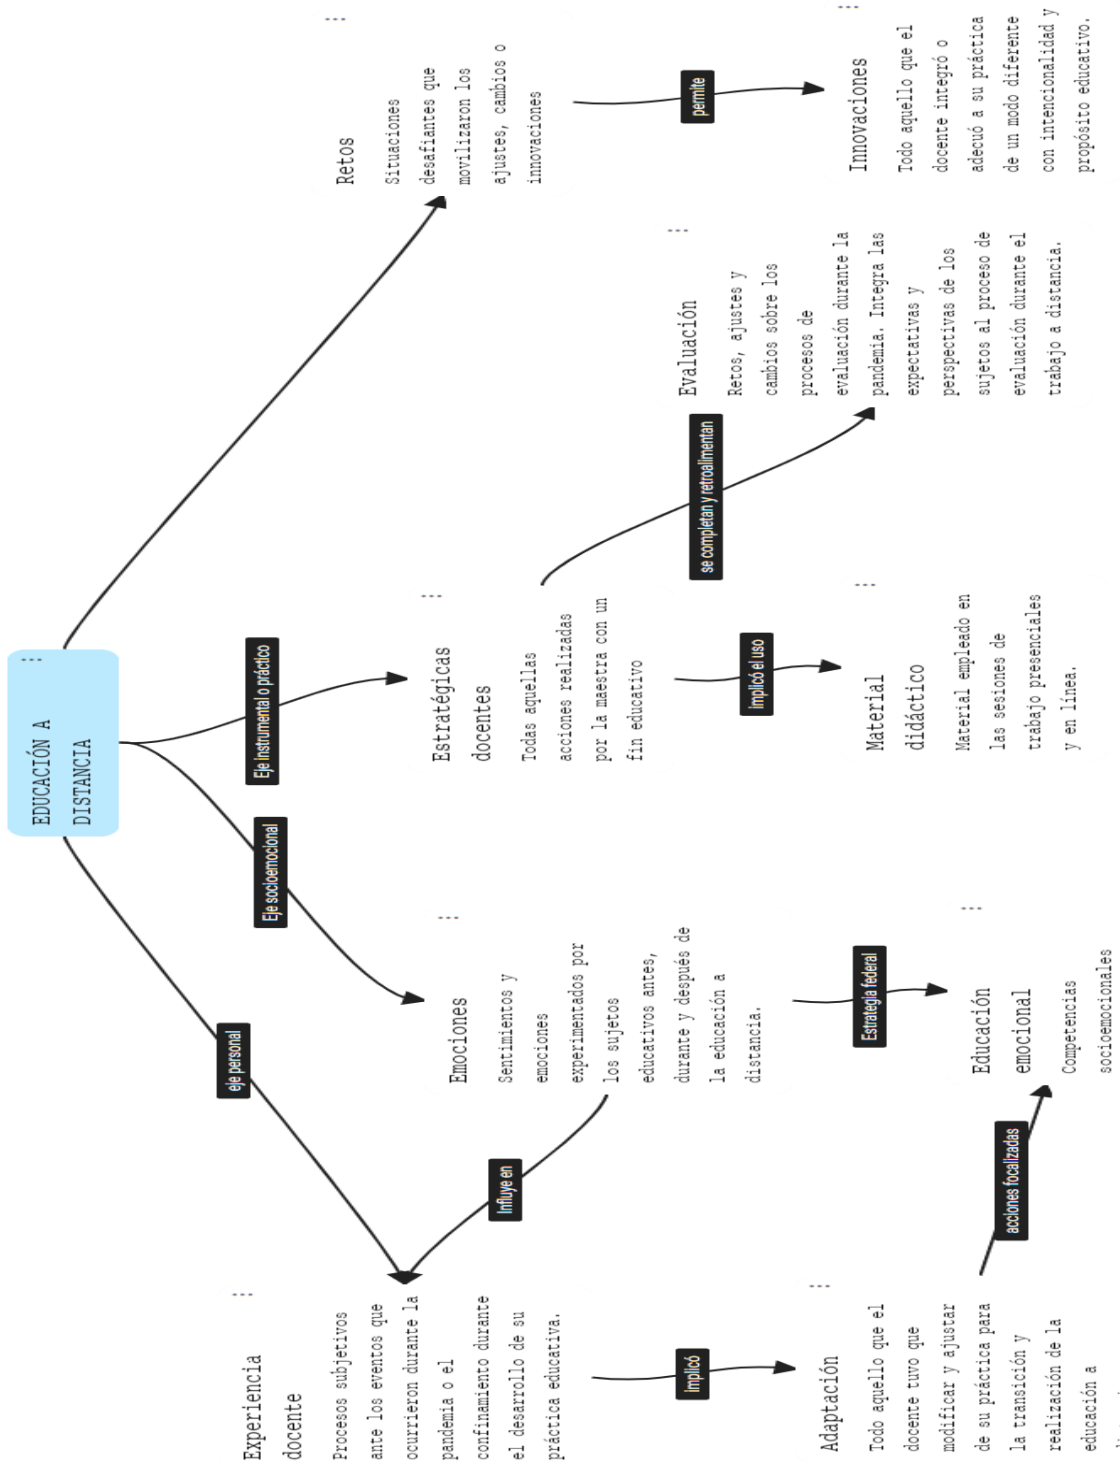 EDUCACIÓN A
DISTANCIA
eje personal
Eje socioemocional
Eje instrumental o práctico
Experiencia
docente
Procesos subjetivos
ante los eventos que
ocurrieron durante la
pandemia o el
confinamiento durante
el desarrollo de su
práctica educativa.
Influye en
Emociones
Sentimientos y
emociones
experimentados por
los sujetos
educativos antes,
durante y después de
la educación a
distancia.
Estratégicas
docentes
Todas aquellas
acciones realizadas
por la maestra con un
fin educativo
Retos
Situaciones
desafiantes que
movilizaron los
ajustes, cambios o
innovaciones
implicó
Estrategia federal
implicó el uso
se completan y retroalimentan
permite
Adaptación
Todo aquello que el
docente tuvo que
modificar y ajustar
de su práctica para
la transición y
realización de la
educación a
acciones focalizadas
Educación
emocional
Competencias
socioemocionales
Material
didáctico
Material empleado en
las sesiones de
trabajo presenciales
y en línea.
Evaluación
Retos, ajustes y
cambios sobre los
procesos de
evaluación durante la
pandemia. Integra las
expectativas y
perspectivas de los
sujetos al proceso de
evaluación durante el
trabajo a distancia.
Innovaciones
Todo aquello que el
docente integró o
adecuó a su práctica
de un modo diferente
con intencionalidad y
propósito educativo.